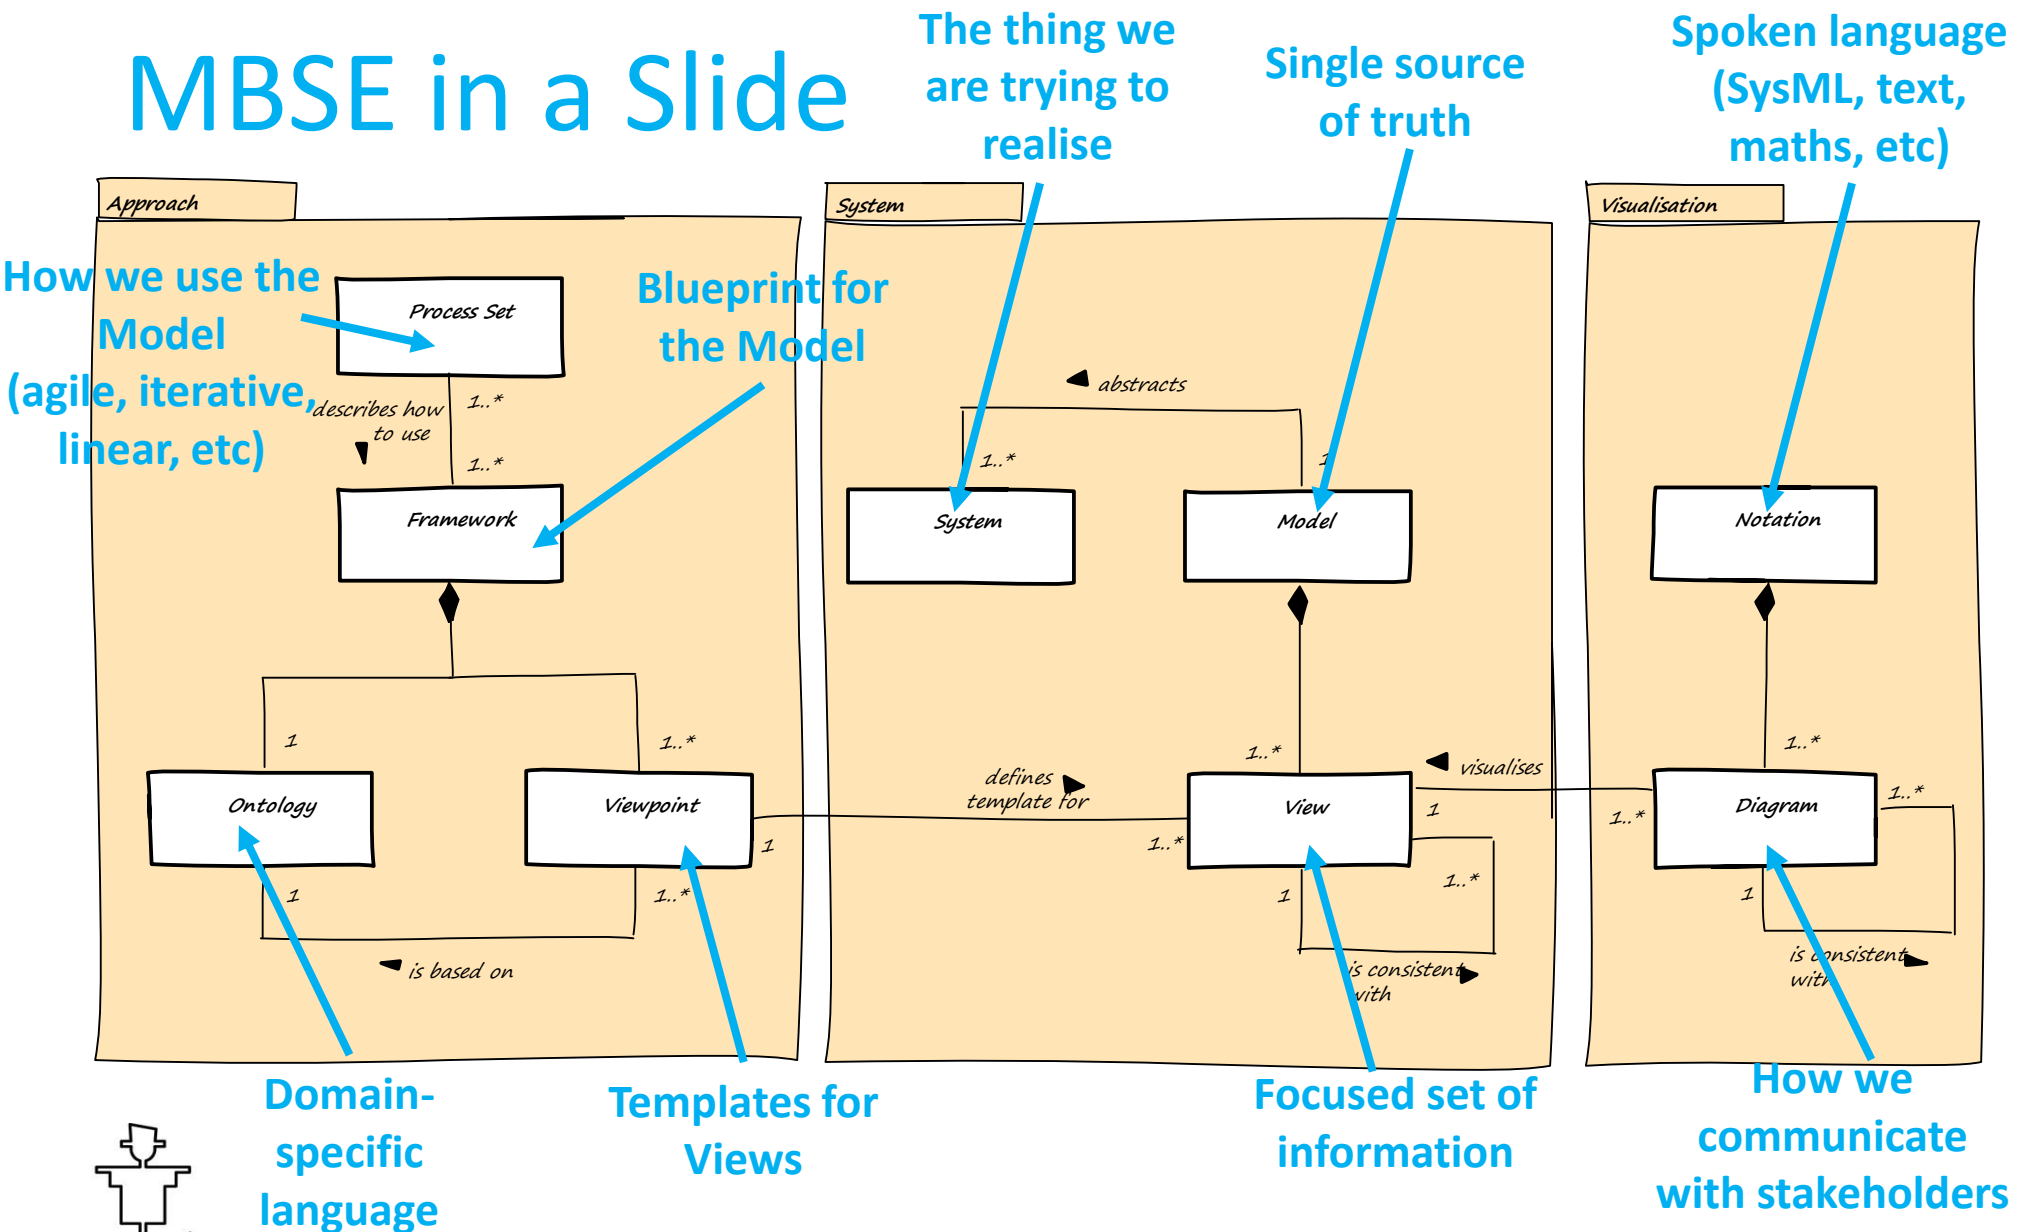 MBSE in a Slide
The thing we
are trying to
realise
Single source
of truth
Spoken language
(SysML, text,
maths, etc)
Approach
System
Visualisation
How we use the
Model
(agile, iterative,
linear, etc)
Process Set
Blueprint for
the Model
describes how
to use
1..*
1..*
abstracts
1..*
1
Framework
System
Model
Notation
1
1..*
1..*
1..*
Ontology
Viewpoint
defines
template for
View
visualises
Diagram
1
1..*
1
1..*
1..*
1
1..*
1
1..*
1
is based on
is consistent
with
is consistent
with
Domain-
specific
language
Templates for
Views
Focused set of
information
How we
communicate
with stakeholders